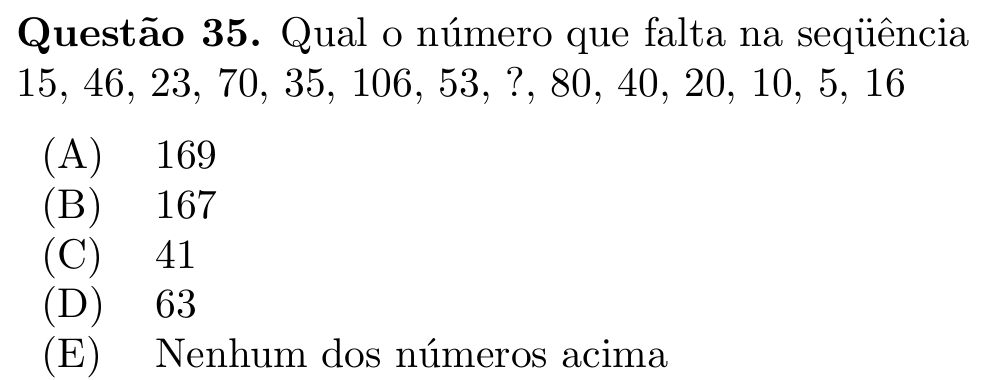 Questão 35. Qual o número que falta na seqüência
15, 46, 23, 70, 35, 106, 53, ?, 80, 40, 20, 10, 5, 16
(A) 169
(B) 167
(C) 41
(D) 63
(E) Nenhum dos números acima